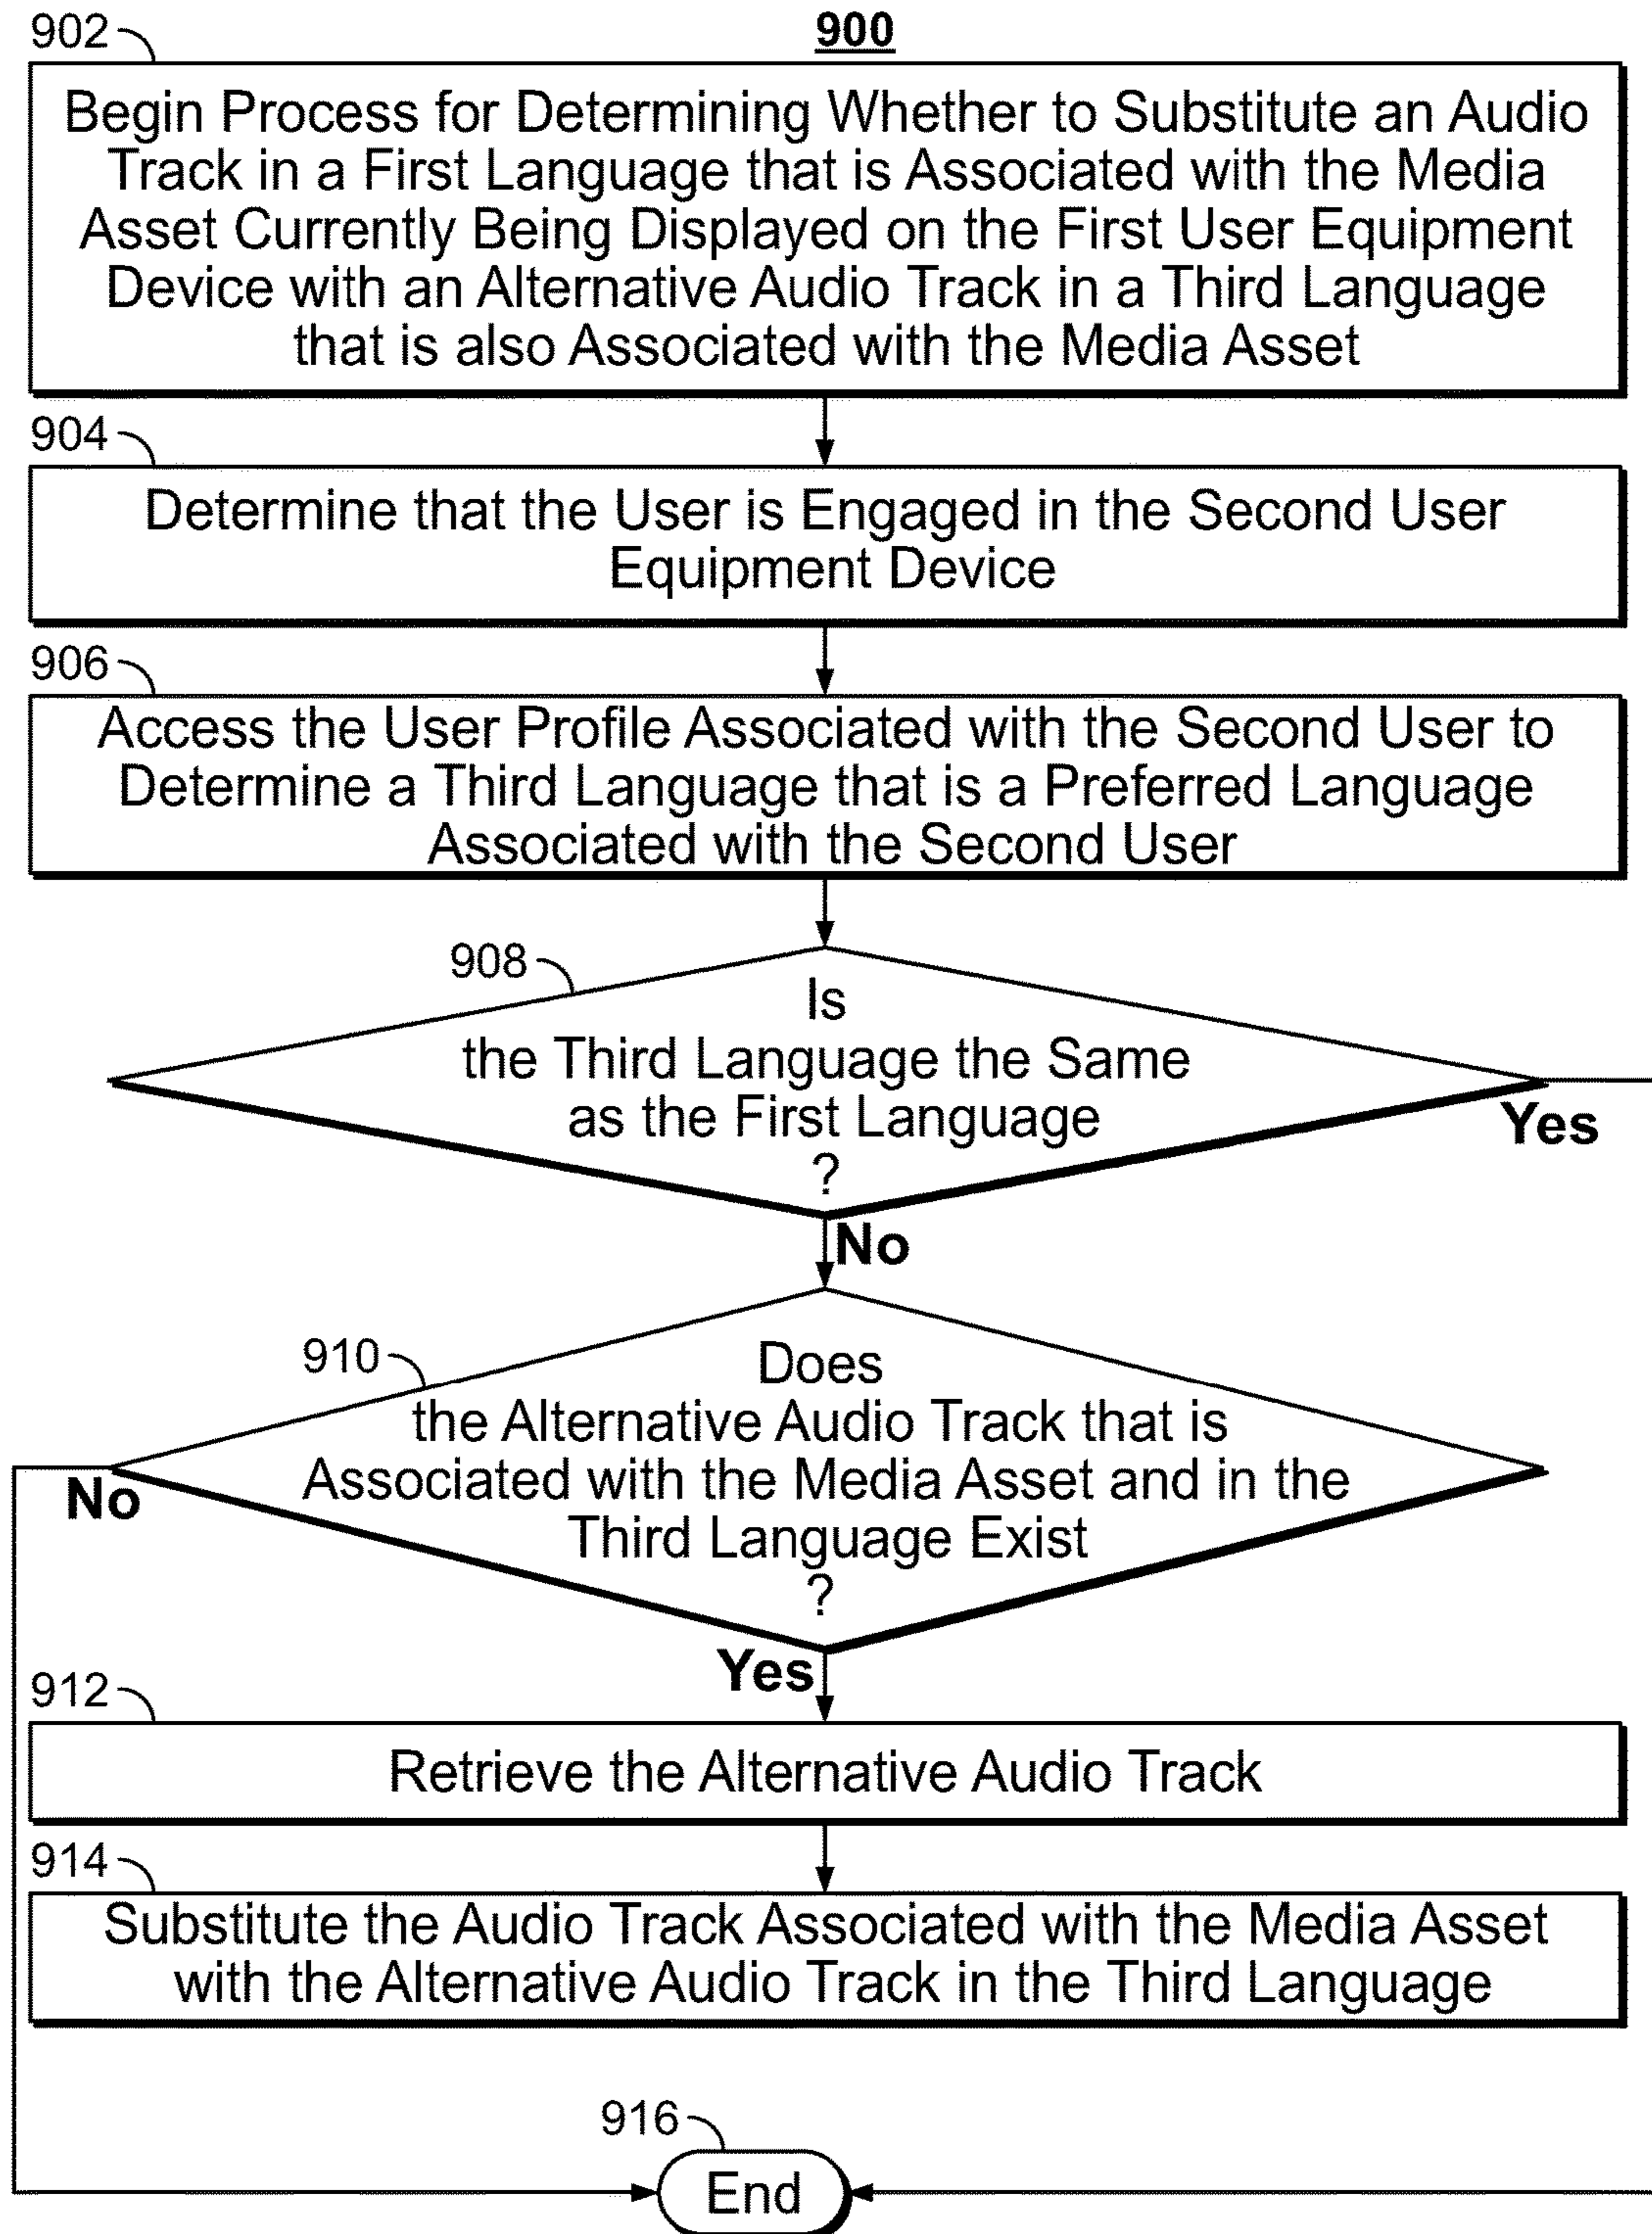 900
902
Begin Process for Determining Whether to Substitute an Audio
Track in a First Language that is Associated with the Media
Asset Currently Being Displayed on the First User Equipment
Device with an Alternative Audio Track in a Third Language
that is also Associated with the Media Asset
904
Determine that the User is Engaged in the Second User
Equipment Device
906
Access the User Profile Associated with the Second User to
Determine a Third Language that is a Preferred Language
Associated with the Second User
908
Is
the Third Language the Same
as the First Language
?
Yes
No
910
Does
the Alternative Audio Track that is
Associated with the Media Asset and in the
Third Language Exist
?
No
Yes
912
Retrieve the Alternative Audio Track
914
Substitute the Audio Track Associated with the Media Asset
with the Alternative Audio Track in the Third Language
916
End